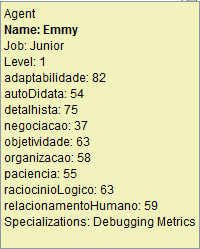 Agent
Name: Emmy
Job: Junior
Level: 1
adaptabilidade: 82
autoDidata: 54
detalhista: 75
negociacao: 37
objetividade: 63
organizacao: 58
paciencia: 55
raciocinioLogico: 63
relacionamentoHumano: 59
Specializations: Debugging Metrics